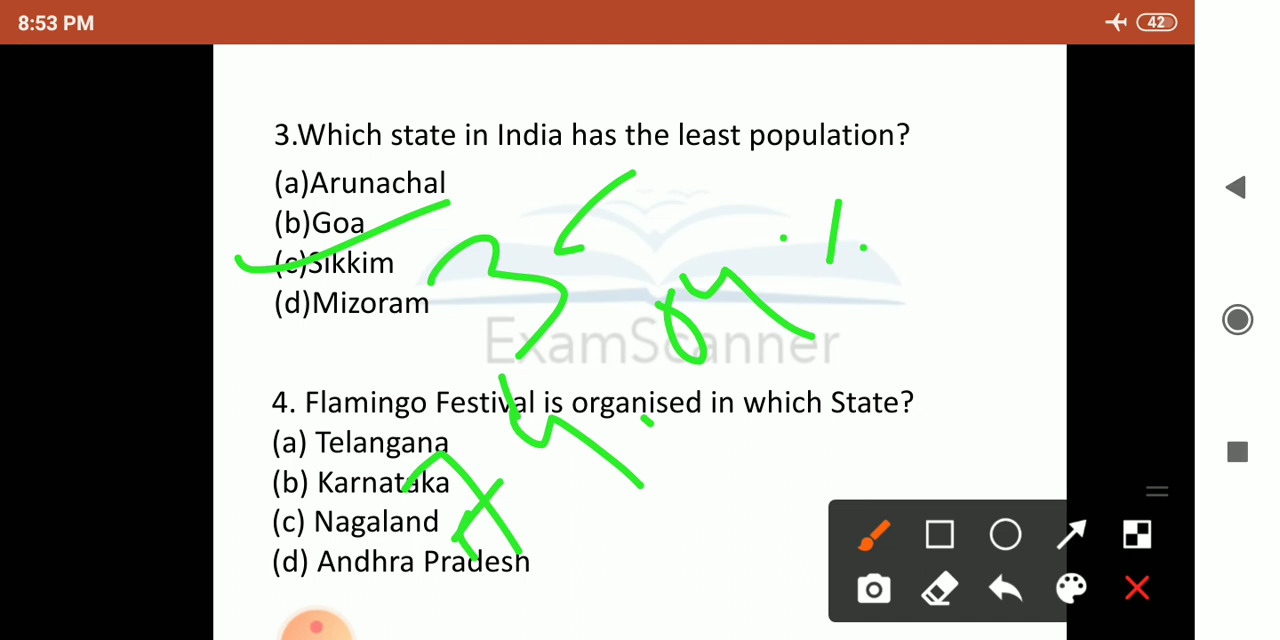 8:53 PM
42
3.Which state in India has the least population?
(a)Arunachal
(b)Goa
(c)Sikkim
(d)Mizoram
ExamScanner
4. Flamingo Festival is organised in which State?
(a) Telangana
(b) Karnataka
(c) Nagaland
(d) Andhra Pradesh